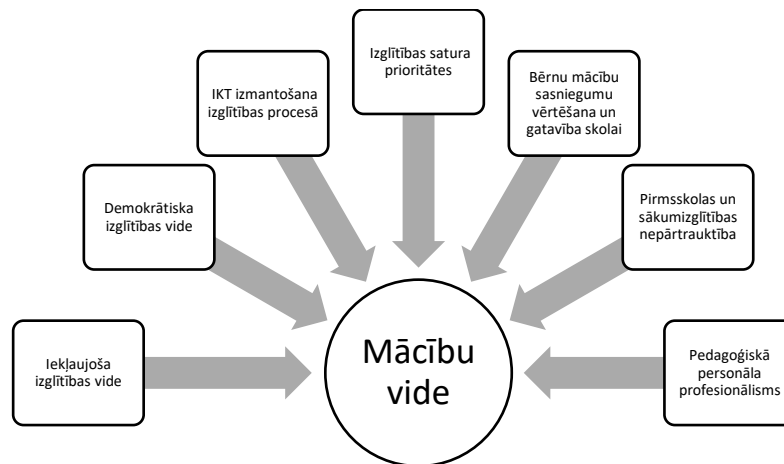 Izglītības satura
prioritātes
IKT izmantošana
izglītības procesā
Bērnu mācību
sasniegumu
vērtēšana un
gatavība skolai
Demokrātiska
izglītības vide
Pirmsskolas un
sākumizglītības
nepārtrauktība
Iekļaujoša
izglītības vide
Mācību
vide
Pedagoģiskā
personāla
profesionālisms